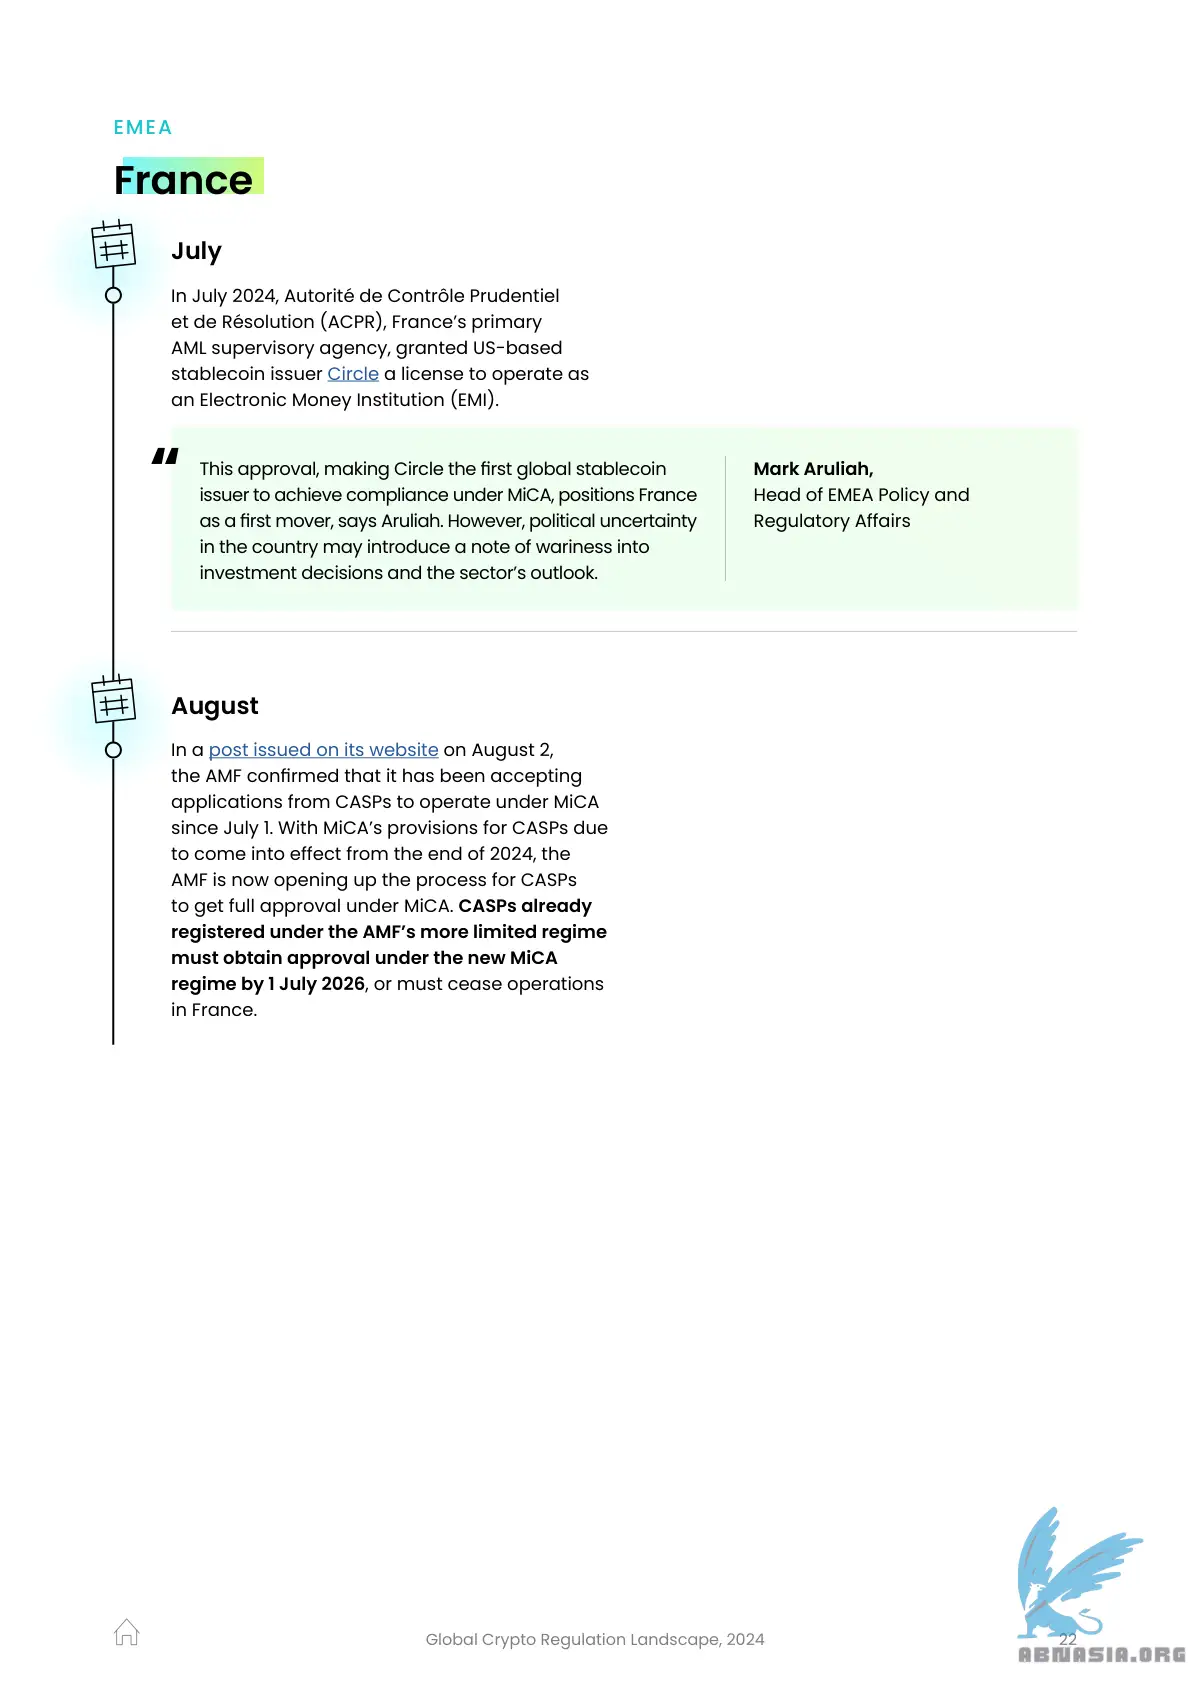 EMEA
France
July
In July 2024, Autorité de Contrôle Prudentiel
et de Résolution (ACPR), France’s primary
AML supervisory agency, granted US-based
stablecoin issuer Circle a license to operate as
an Electronic Money Institution (EMI).
“
This approval, making Circle the first global stablecoin
issuer to achieve compliance under MiCA, positions France
as a first mover, says Aruliah. However, political uncertainty
in the country may introduce a note of wariness into
investment decisions and the sector’s outlook.
Mark Aruliah,
Head of EMEA Policy and
Regulatory Affairs
August
In a post issued on its website on August 2,
the AMF confirmed that it has been accepting
applications from CASPs to operate under MiCA
since July 1. With MiCA’s provisions for CASPs due
to come into effect from the end of 2024, the
AMF is now opening up the process for CASPs
to get full approval under MiCA. CASPs already
registered under the AMF’s more limited regime
must obtain approval under the new MiCA
regime by 1 July 2026, or must cease operations
in France.
Global Crypto Regulation Landscape, 2024
22
ABNASIA.ORG